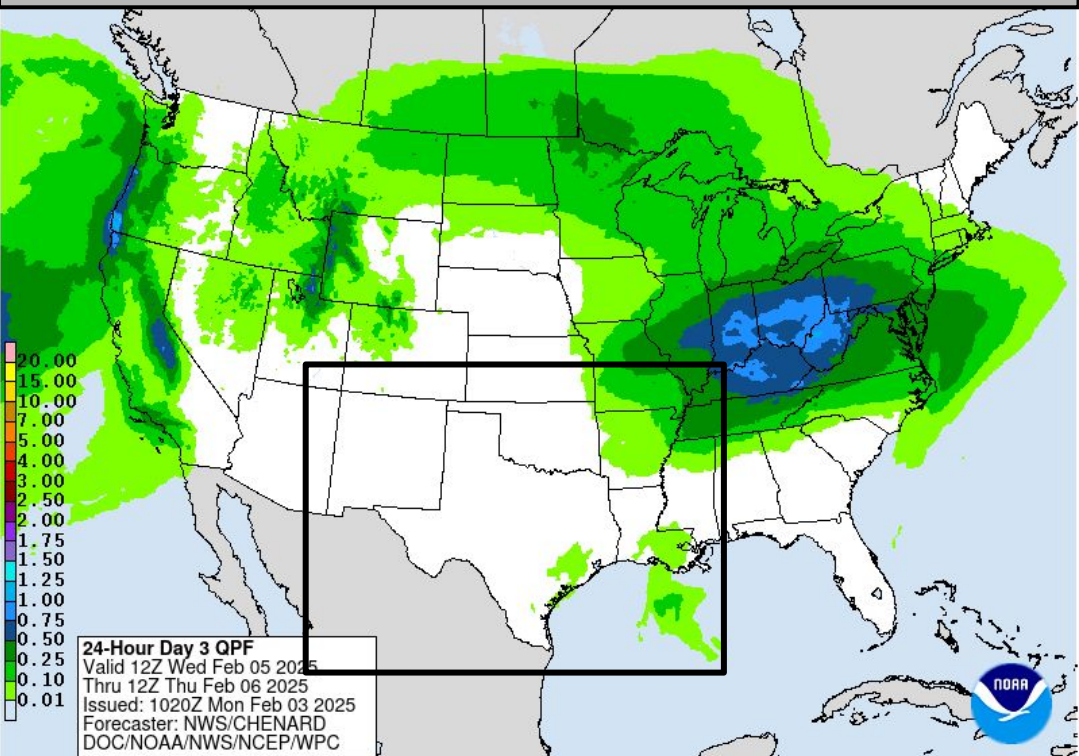 20.00
15.00
10.00
7.00
5.00
4.00
3.00
2.50
2.00
1.75
1.50
1.25
1.00
0.75
0.50
0.25
0.10
0.01
24-Hour Day 3 QPF
Valid 12Z Wed Feb 05 2025
Thru 12Z Thu Feb 06 2025
Issued: 1020Z Mon Feb 03 2025
Forecaster: NWS/CHENARD
DOC/NOAA/NWS/NCEP/WPC
NOAA